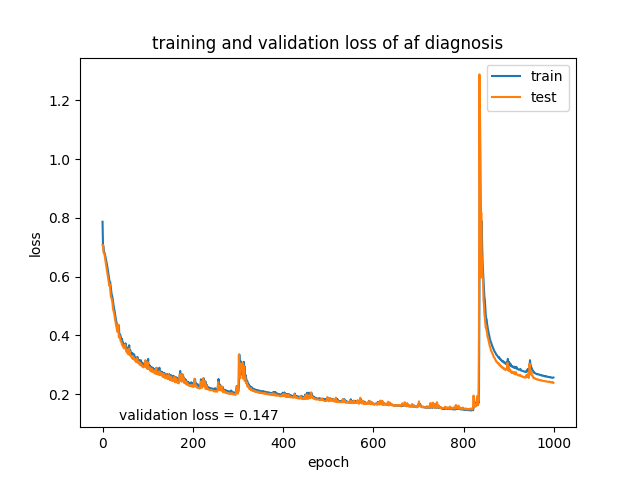 training and validation loss of af diagnosis
train
test
loss
1.2
1.0
0.8
0.6
0.4
0.2
validation loss = 0.147
0
200
400
600
800
1000
epoch